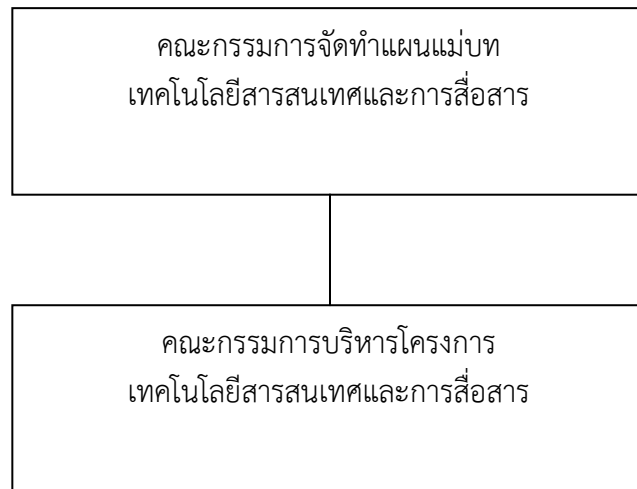 คณะกรรมการจัดทำแผนแม่บท
เทคโนโลยีสารสนเทศและการสื่อสาร
คณะกรรมการบริหารโครงการ
เทคโนโลยีสารสนเทศและการสื่อสาร